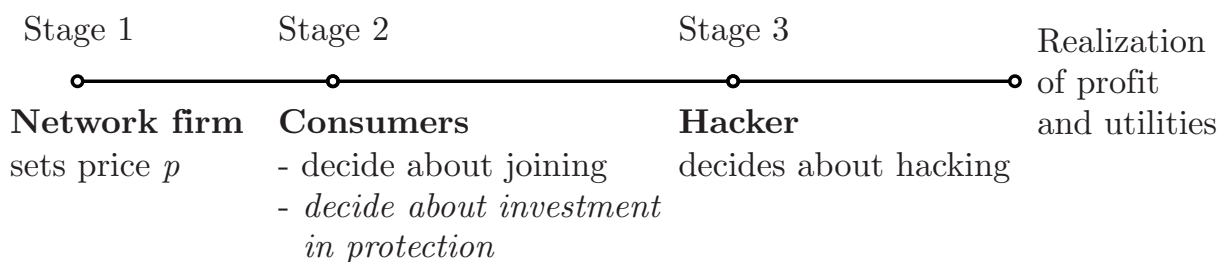 Stage 1
Stage 2
Stage 3
Realization
of profit
and utilities
Network firm
sets price p
Consumers
- decide about joining
- decide about investment
in protection
Hacker
decides about hacking